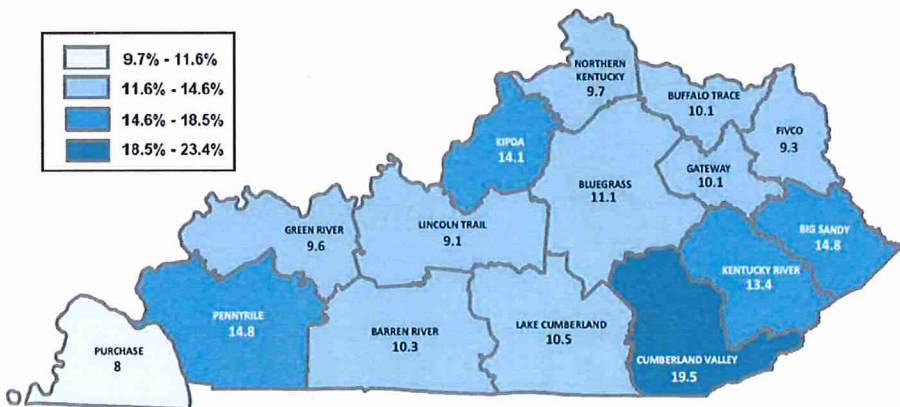 9.7% - 11.6%
11.6% - 14.6%
14.6% - 18.5%
18.5% - 23.4%
NORTHERN
KENTUCKY
9.7
BUFFALO TRACE
10.1
FIVCO
9.3
KIPDA
14.1
GATEWAY
10.1
BLUEGRASS
11.1
BIG SANDY
14.8
GREEN RIVER
9.6
LINCOLN TRAIL
9.1
KENTUCKY RIVER
13.4
PENNYRILE
14.8
BARREN RIVER
10.3
LAKE CUMBERLAND
10.5
PURCHASE
8
CUMBERLAND VALLEY
19.5